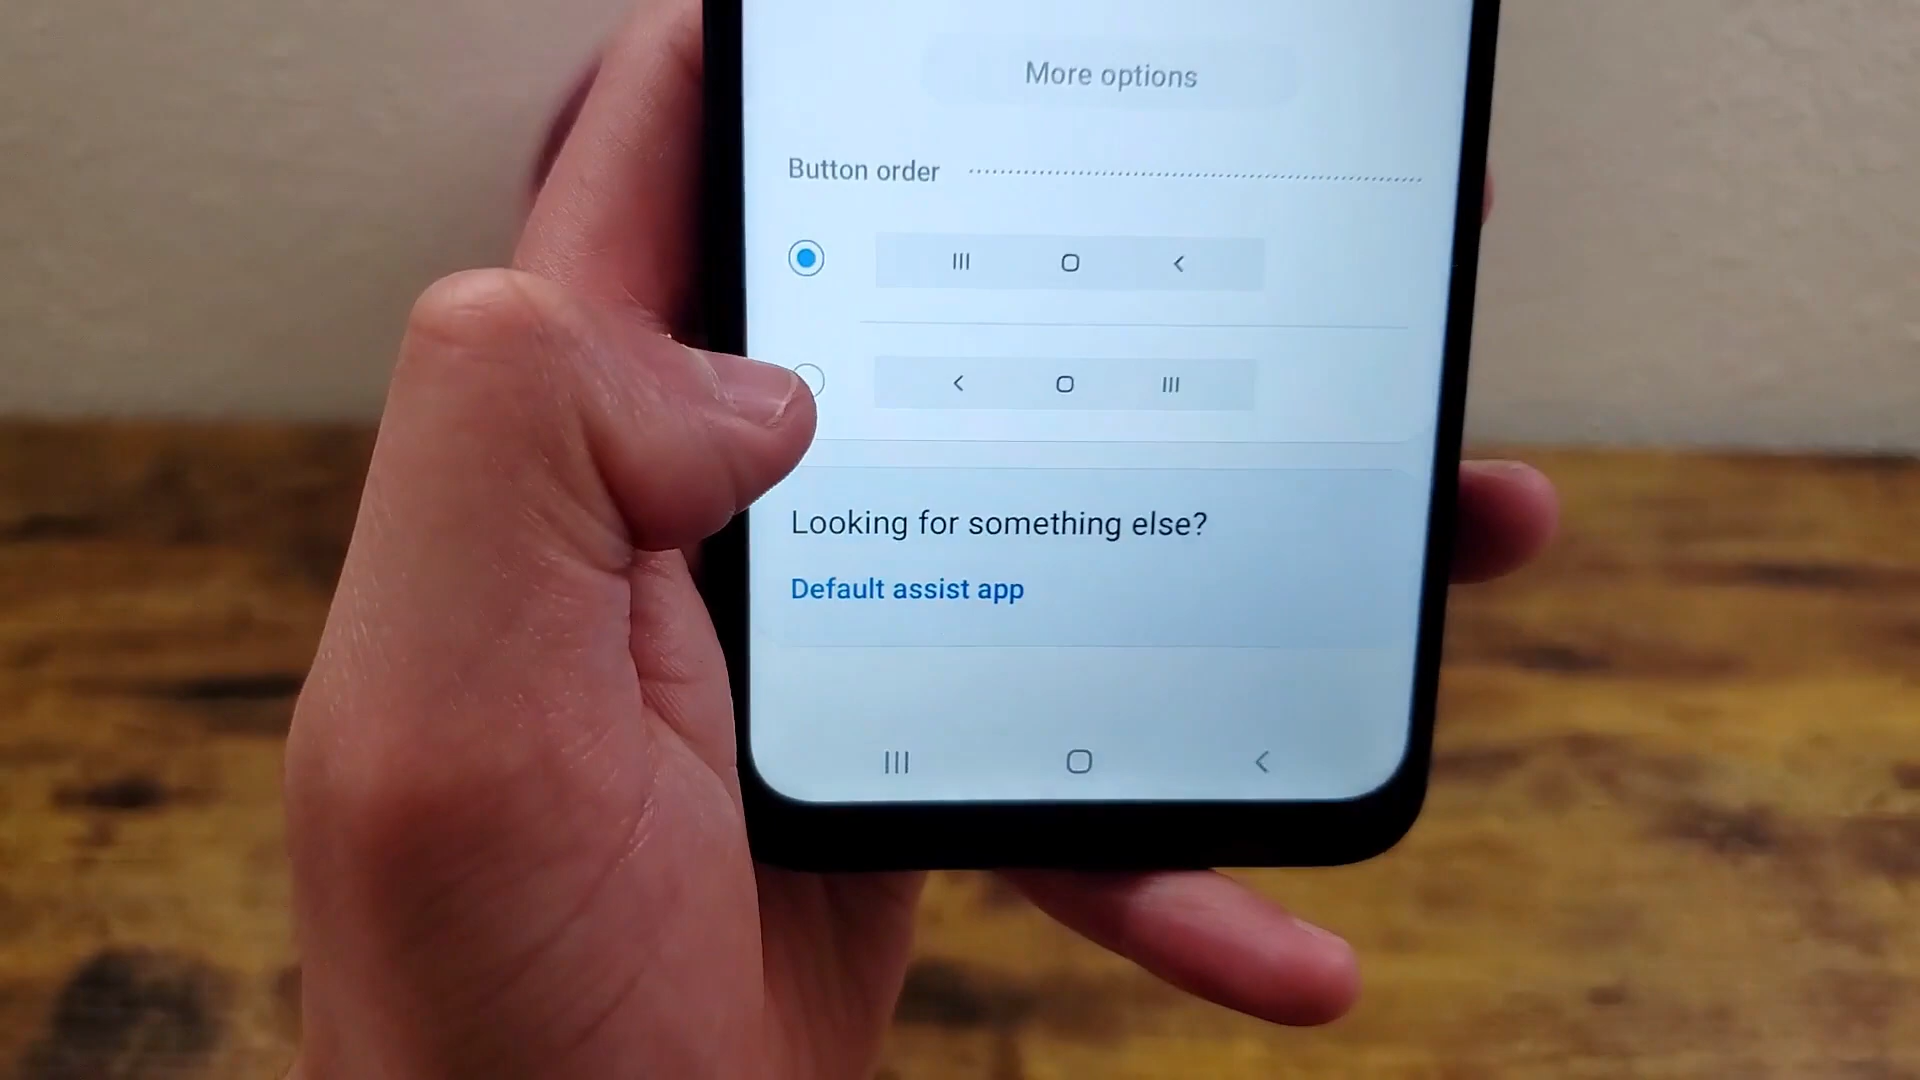 More options
Button order
Looking for something else?
Default assist app